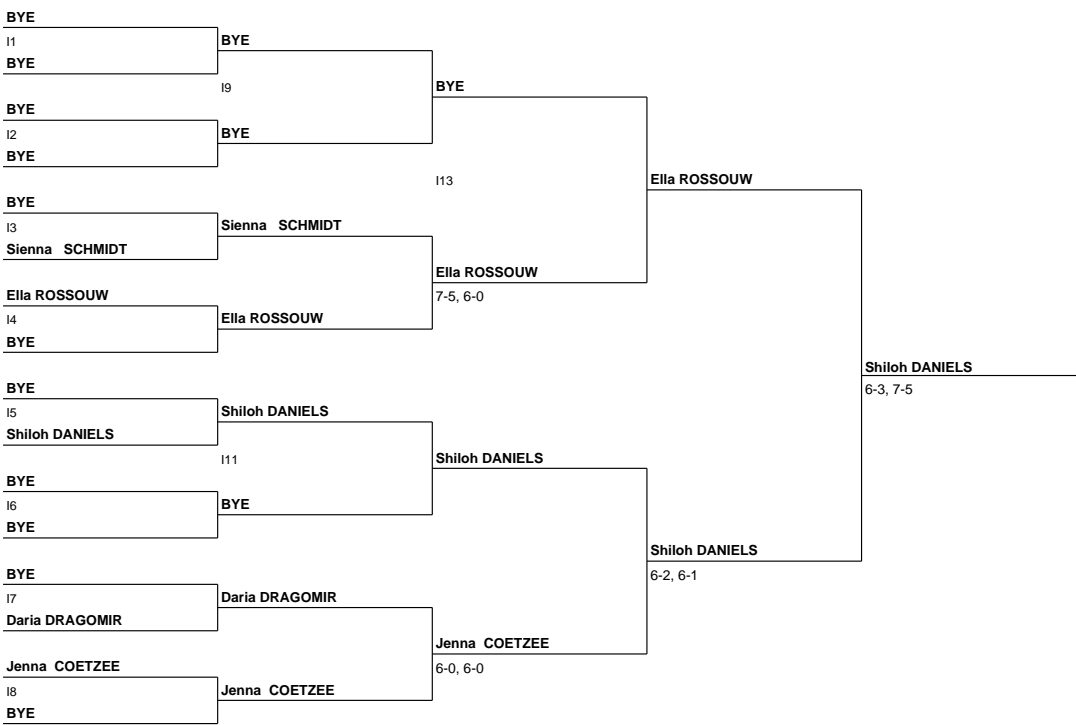 BYE
I1
BYE
BYE
I9
BYE
BYE
I2
BYE
BYE
I13
Ella ROSSOUW
BYE
I3
Sienna   SCHMIDT
Sienna   SCHMIDT
Ella ROSSOUW
7-5, 6-0
Ella ROSSOUW
I4
Ella ROSSOUW
BYE
Shiloh DANIELS
6-3, 7-5
BYE
I5
Shiloh DANIELS
Shiloh DANIELS
I11
Shiloh DANIELS
BYE
I6
BYE
BYE
Shiloh DANIELS
6-2, 6-1
BYE
I7
Daria DRAGOMIR
Daria DRAGOMIR
Jenna  COETZEE
6-0, 6-0
Jenna  COETZEE
I8
Jenna  COETZEE
BYE